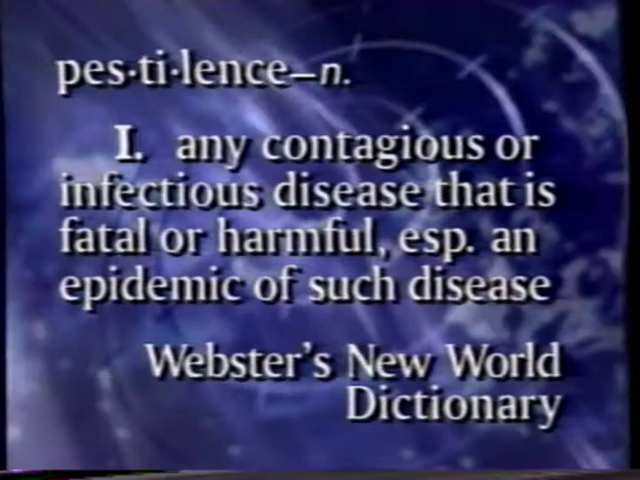 pes·ti·lence–n.
I. any contagious or
infectious disease that is
fatal or harmful, esp. an
epidemic of such disease
Webster's New World
Dictionary